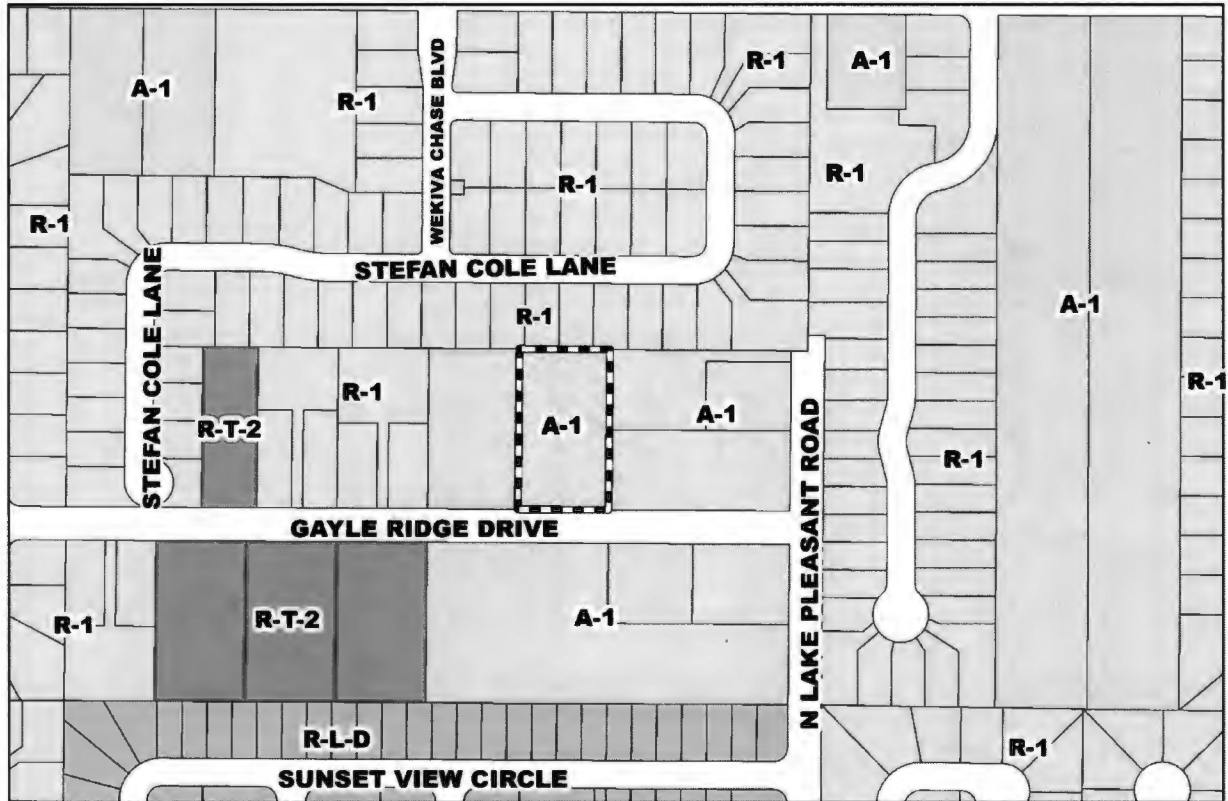 A-1
R-1
WEKIVA CHASE BLVD
R-1
A-1
R-1
R-1
R-1
STEFAN COLE LANE
STEFAN COLE LANE
A-1
R-1
R-1
R-1
R-T-2
A-1
A-1
R-1
GAYLE RIDGE DRIVE
N LAKE PLEASANT ROAD
R-1
R-T-2
A-1
R-L-D
R-1
SUNSET VIEW CIRCLE